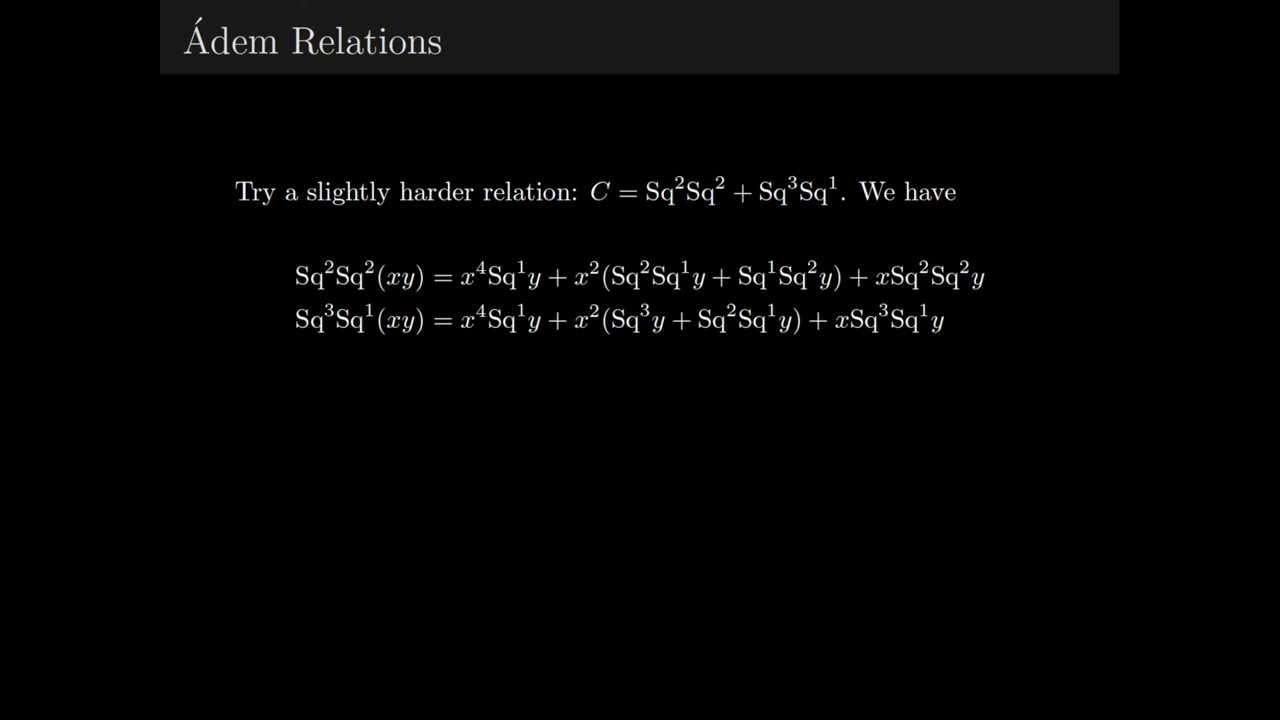 Ádem Relations
Try a slightly harder relation: C = Sq²Sq² + Sq³Sq¹. We have
Sq²Sq²(xy) = x⁴Sq¹y + x²(Sq²Sq¹y + Sq¹Sq²y) + xSq²Sq²y
Sq³Sq¹(xy) = x⁴Sq¹y + x²(Sq³y + Sq²Sq¹y) + xSq³Sq¹y